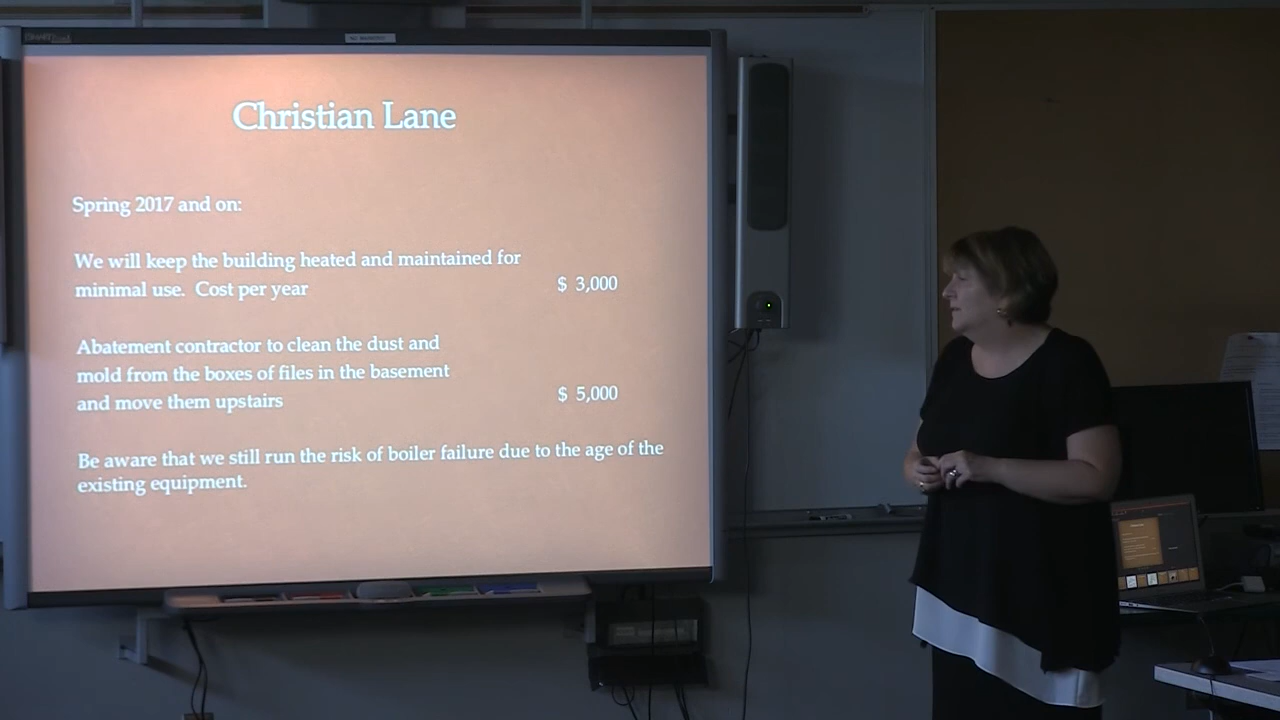 SMART
Christian Lane
Spring 2017 and on:
We will keep the building heated and maintained for
minimal use. Cost per year
$ 3,000
Abatement contractor to clean the dust and
mold from the boxes of files in the basement
and move them upstairs
$ 5,000
Be aware that we still run the risk of boiler failure due to the age of the
existing equipment.